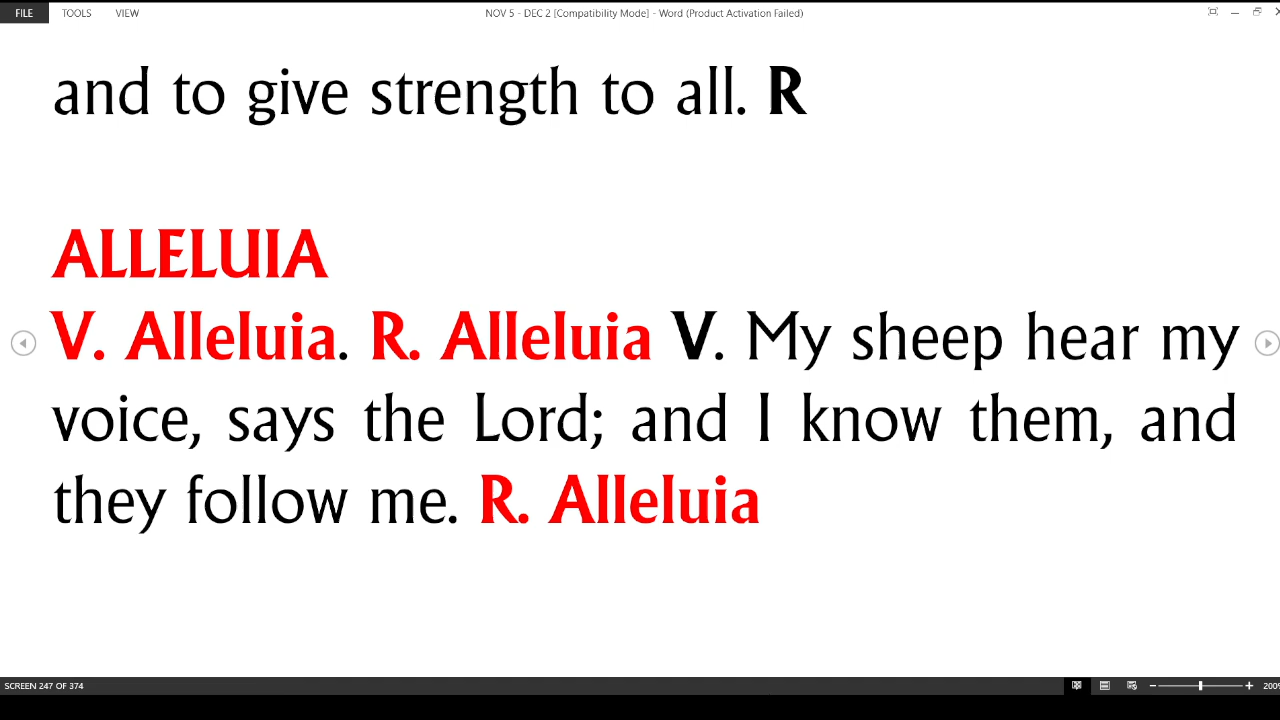 FILE TOOLS VIEW NOV 5 - DEC 2 [Compatibility Mode] - Word (Product Activation Failed)
and to give strength to all. R
ALLELUIA
V. Alleluia. R. Alleluia V. My sheep hear my
voice, says the Lord; and I know them, and
they follow me. R. Alleluia
SCREEN 247 OF 374 200%